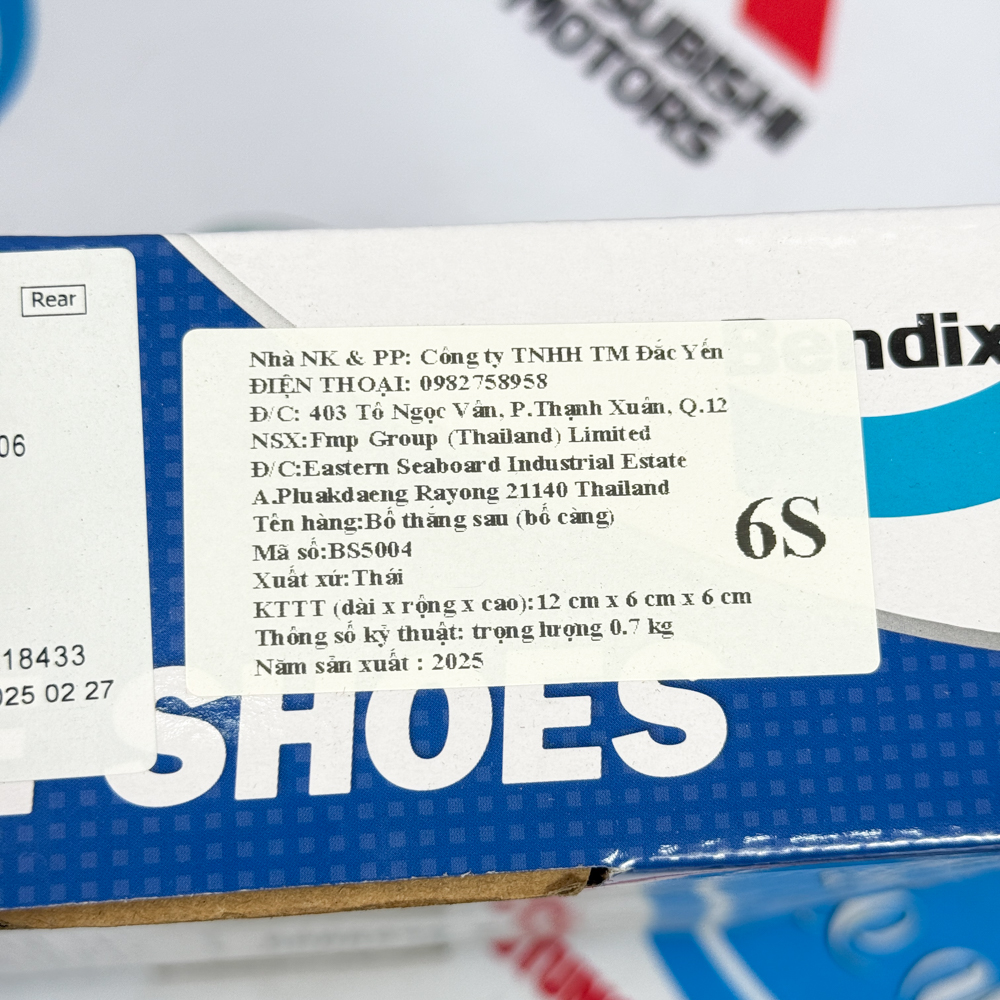 SUBISHI
MOTORS
Rear
06
18433
025 02 27
Bendix
Nhà NK & PP: Công ty TNHH TM Đắc Yến
ĐIỆN THOẠI: 0982758958
Đ/C: 403 Tô Ngọc Vân, P.Thạnh Xuân, Q.12
NSX:Fmp Group (Thailand) Limited
Đ/C:Eastern Seaboard Industrial Estate
A.Pluakdaeng Rayong 21140 Thailand
Tên hàng:Bố thắng sau (bố càng)
Mã số:BS5004
Xuất xứ:Thái
KTTT (dài x rộng x cao):12 cm x 6 cm x 6 cm
Thông số kỹ thuật: trọng lượng 0.7 kg
Năm sản xuất : 2025
6S
E SHOES